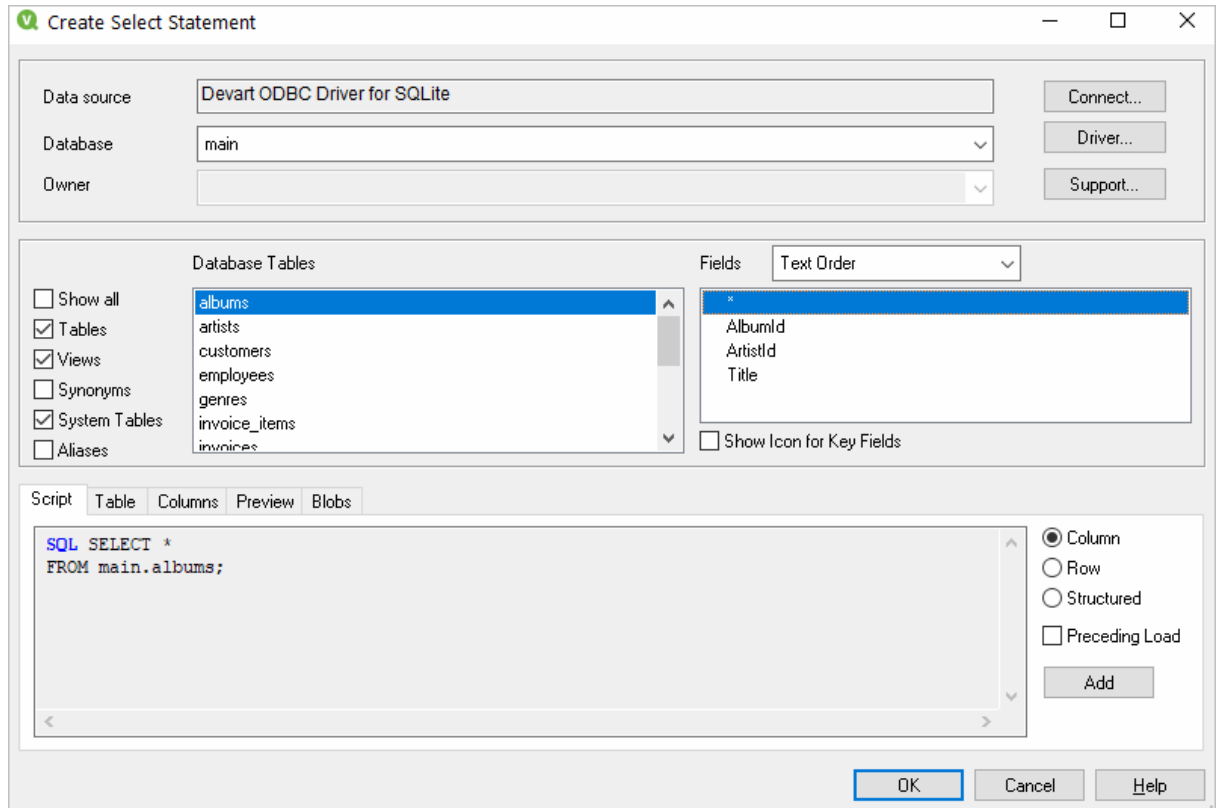 Create Select Statement
Data source
Devart ODBC Driver for SQLite
Connect...
Database
main
Driver...
Owner
Support...
Database Tables
Fields
Text Order
Show all
Tables
Views
Synonyms
System Tables
Aliases
albums
artists
customers
employees
genres
invoice_items
invoices
*
AlbumId
ArtistId
Title
Show Icon for Key Fields
Script Table Columns Preview Blobs
SQL SELECT *
FROM main.albums;
Column
Row
Structured
Preceding Load
Add
OK
Cancel
Help